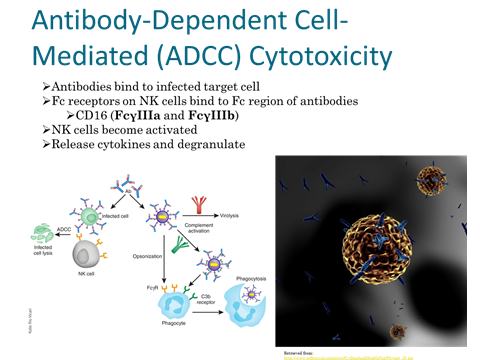 Antibody-Dependent Cell-
Mediated (ADCC) Cytotoxicity
➢Antibodies bind to infected target cell
➢Fc receptors on NK cells bind to Fc region of antibodies
➢CD16 (FcγIIIa and FcγIIIb)
➢NK cells become activated
➢Release cytokines and degranulate
Ab
Infected cell
Virolysis
ADCC
Complement
activation
Infected
cell lysis
NK cell
Opsonization
FcγR
C3b
receptor
Phagocytosis
Phagocyte
Retrieved from: